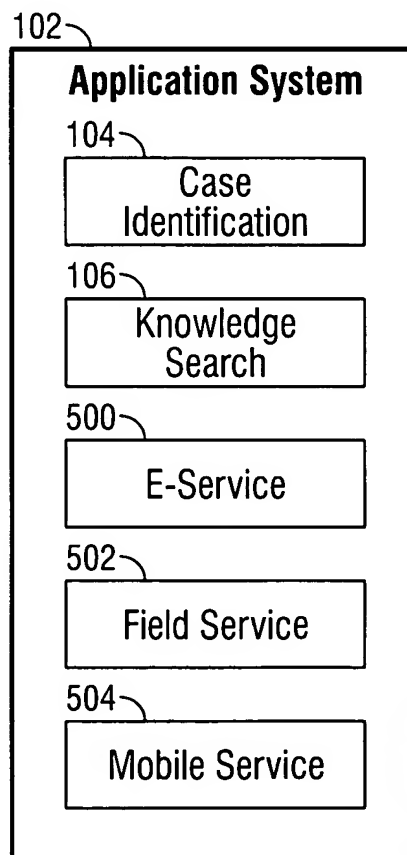 102
Application System
104
Case
Identification
106
Knowledge
Search
500
E-Service
502
Field Service
504
Mobile Service